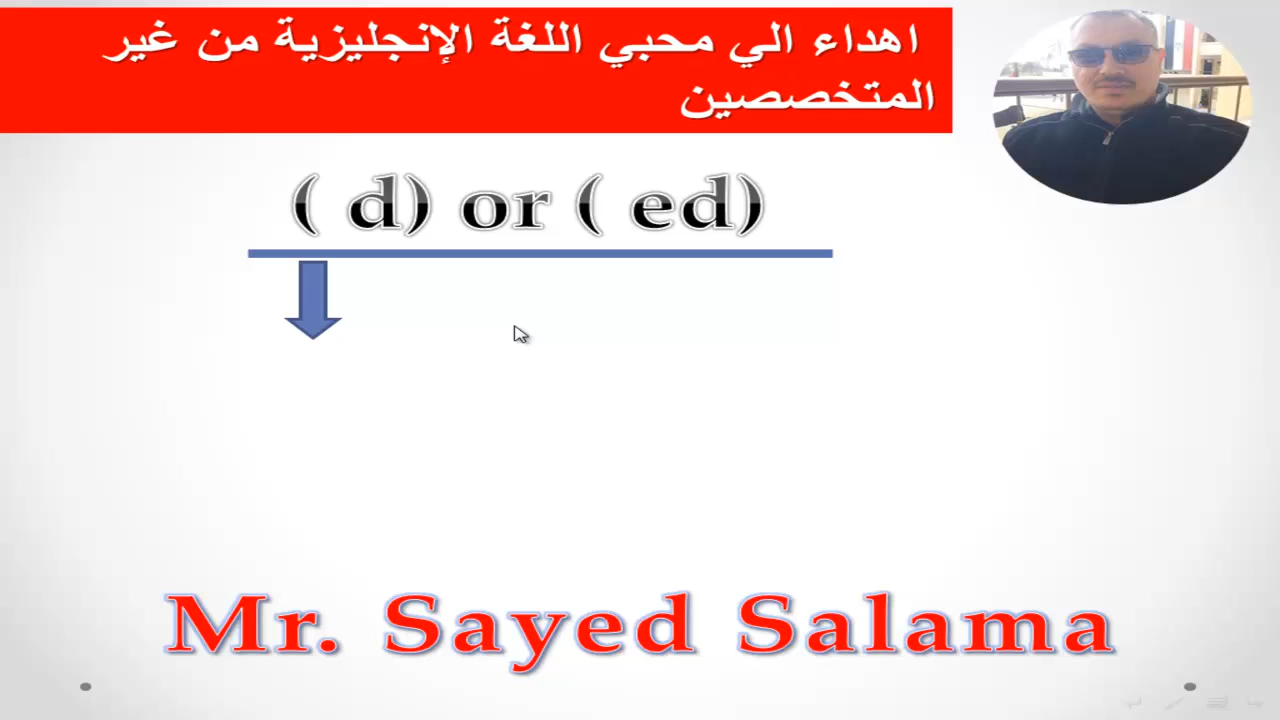 اهداء الي محبي اللغة الإنجليزية من غير
المتخصصين
( d) or ( ed)
Mr. Sayed Salama